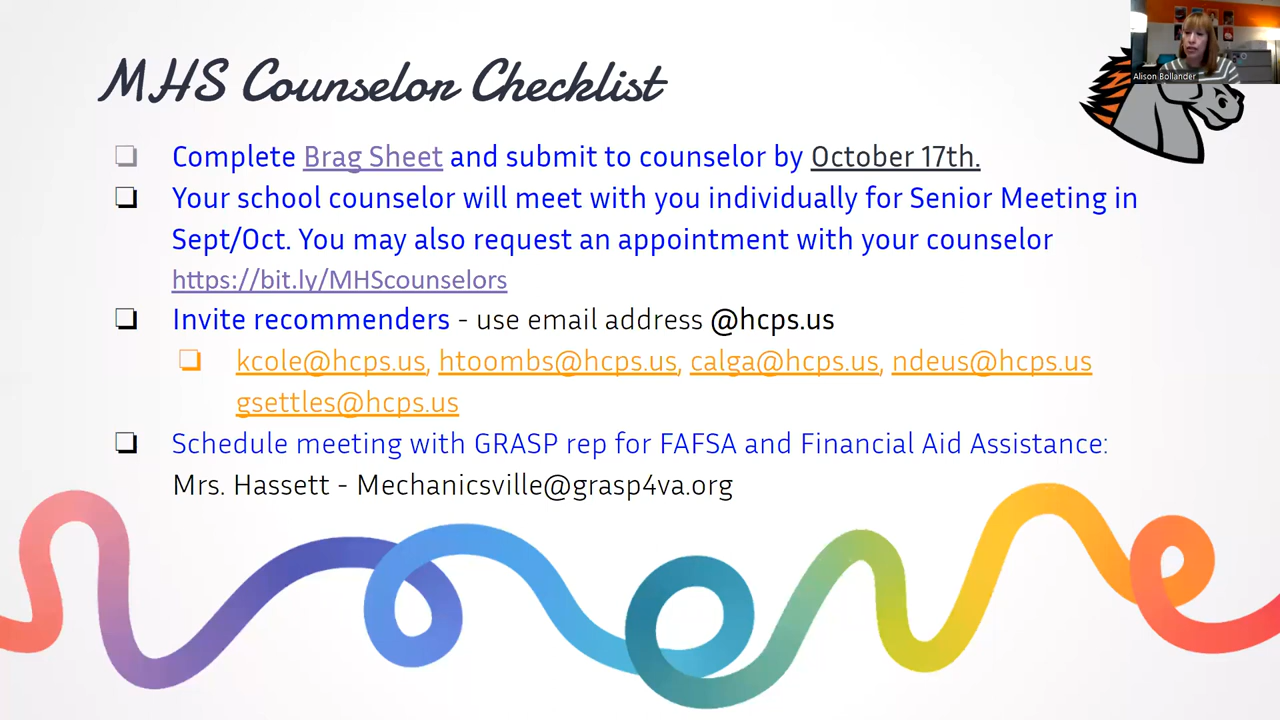 MHS Counselor Checklist
Alison Bollander
Complete Brag Sheet and submit to counselor by October 17th.
Your school counselor will meet with you individually for Senior Meeting in
Sept/Oct. You may also request an appointment with your counselor
https://bit.ly/MHScounselors
Invite recommenders - use email address @hcps.us
kcole@hcps.us, htoombs@hcps.us, calga@hcps.us, ndeus@hcps.us
gsettles@hcps.us
Schedule meeting with GRASP rep for FAFSA and Financial Aid Assistance:
Mrs. Hassett - Mechanicsville@grasp4va.org